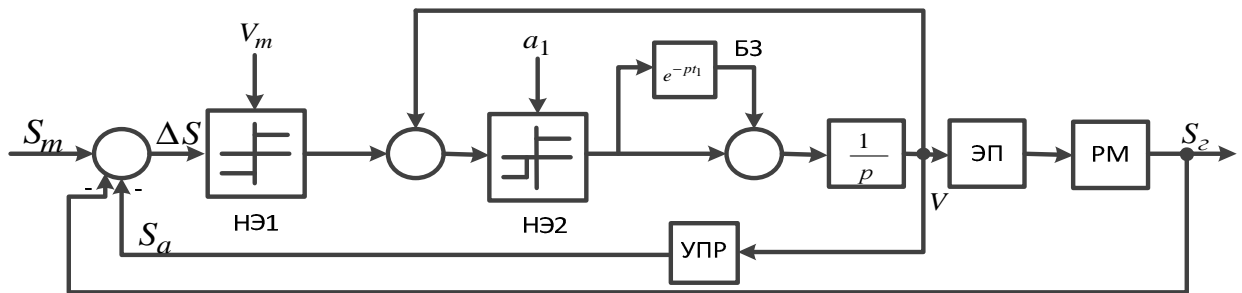 V_m
a_1
БЗ
e^{-pt_1}
S_m
ΔS
1
p
ЭП
РМ
S_г
-
-
НЭ1
НЭ2
V
S_a
УПР